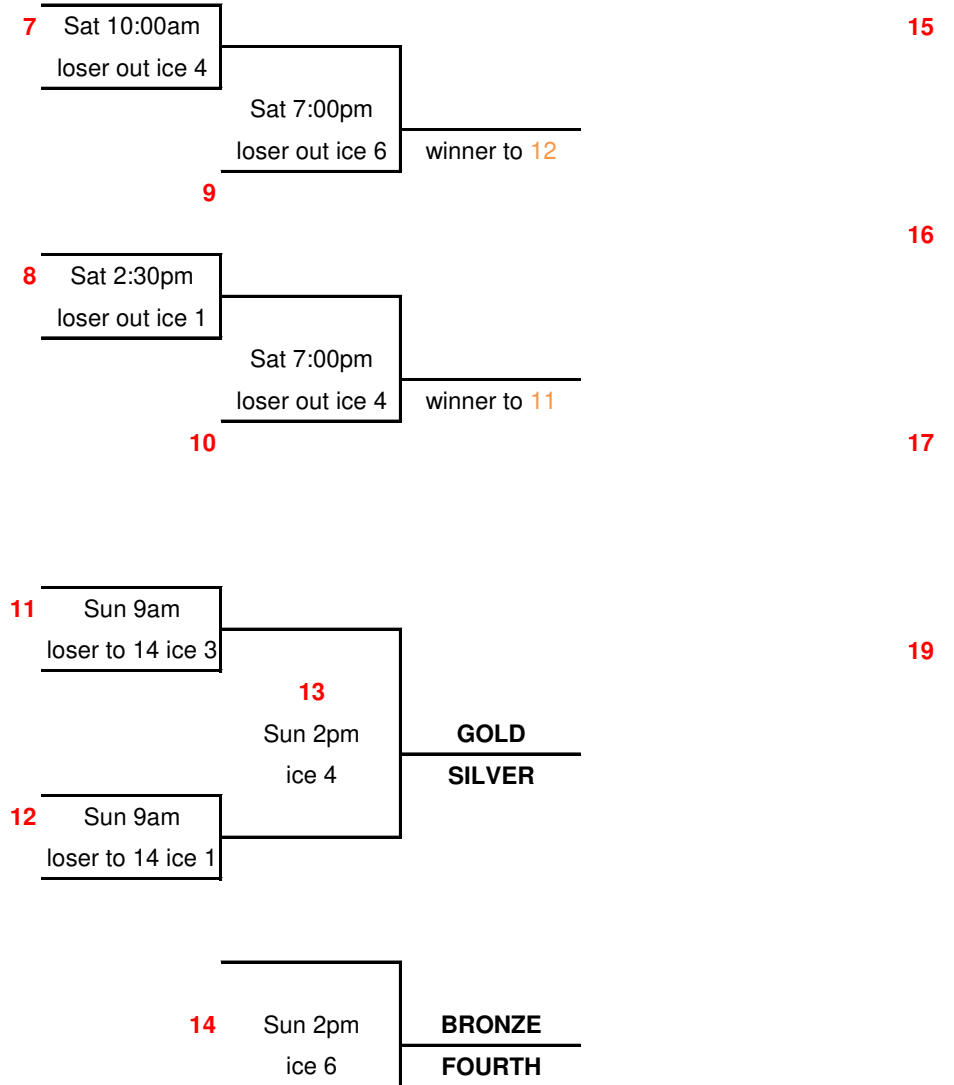 7 Sat 10:00am 15
loser out ice 4
Sat 7:00pm
loser out ice 6 winner to 12
9
16
8 Sat 2:30pm
loser out ice 1
Sat 7:00pm
loser out ice 4 winner to 11
10 17
11 Sun 9am
loser to 14 ice 3 19
13
Sun 2pm GOLD
ice 4 SILVER
12 Sun 9am
loser to 14 ice 1
14 Sun 2pm BRONZE
ice 6 FOURTH